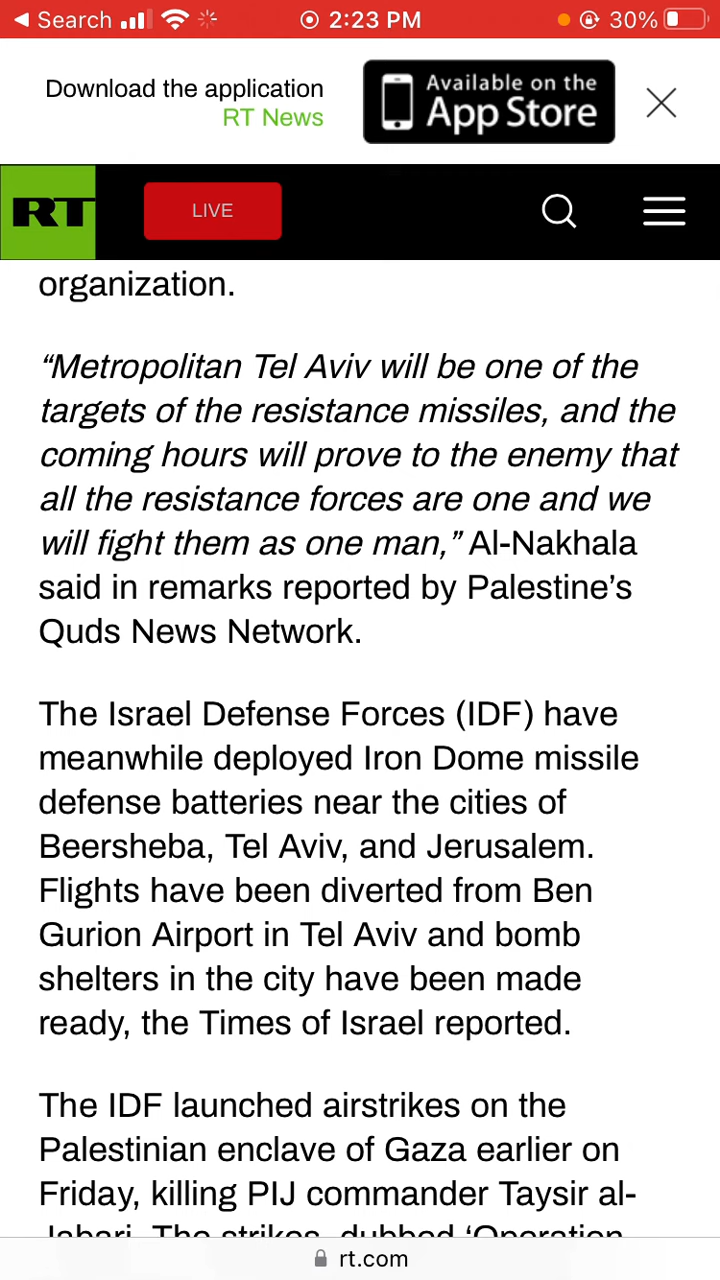 Search
2:23 PM
30%
Download the application
RT News
Available on the
App Store
RT
LIVE
organization.
“Metropolitan Tel Aviv will be one of the
targets of the resistance missiles, and the
coming hours will prove to the enemy that
all the resistance forces are one and we
will fight them as one man,” Al-Nakhala
said in remarks reported by Palestine’s
Quds News Network.
The Israel Defense Forces (IDF) have
meanwhile deployed Iron Dome missile
defense batteries near the cities of
Beersheba, Tel Aviv, and Jerusalem.
Flights have been diverted from Ben
Gurion Airport in Tel Aviv and bomb
shelters in the city have been made
ready, the Times of Israel reported.
The IDF launched airstrikes on the
Palestinian enclave of Gaza earlier on
Friday, killing PIJ commander Taysir al-
Jabari. The strikes, dubbed ‘Operation
rt.com